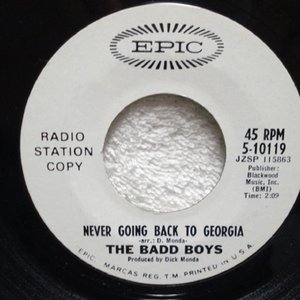 EPIC
RADIO
STATION
COPY
45 RPM
5-10119
JZSP 115863
Publisher:
Blackwood
Music, Inc.
(BMI)
Time: 2:09
NEVER GOING BACK TO GEORGIA
-arr.: D. Monda-
THE BADD BOYS
Produced by Dick Monda
EPIC. MARCAS REG. T.M. PRINTED IN U.S.A.